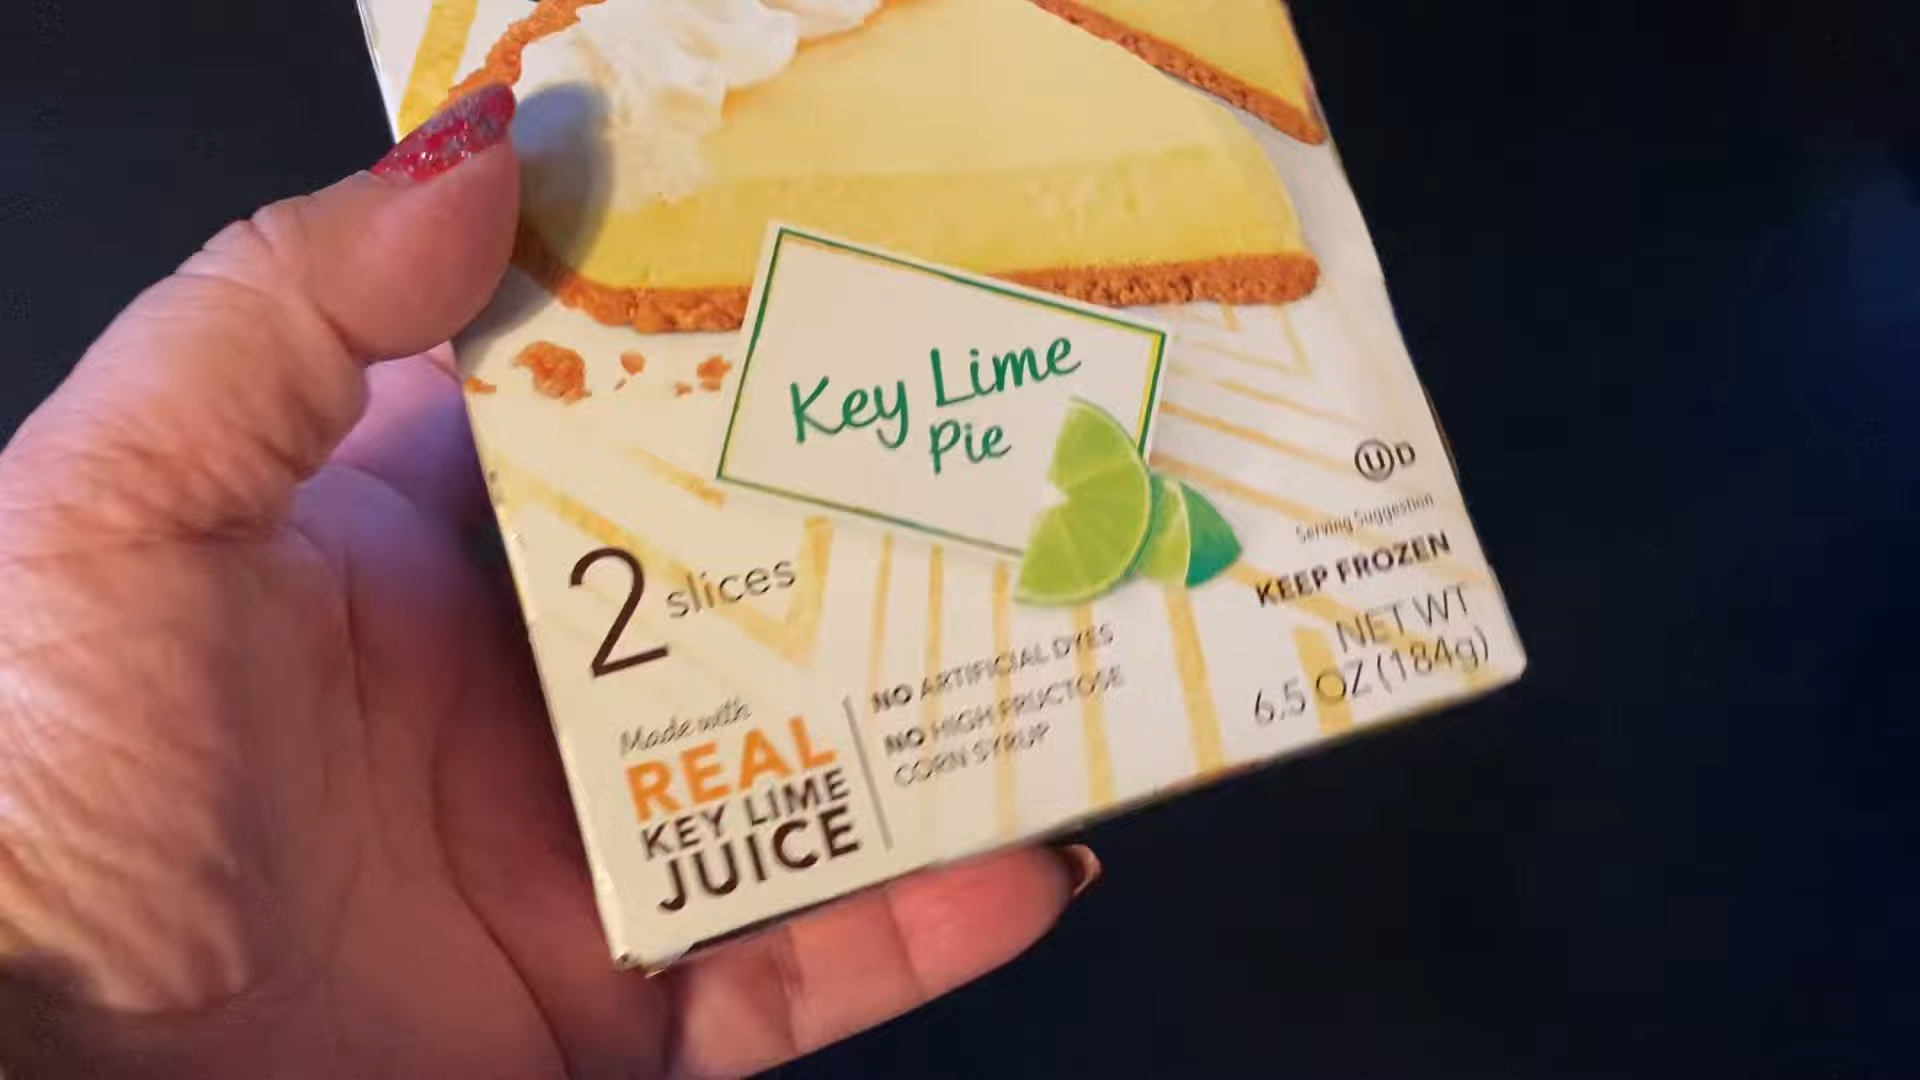 Key Lime
Pie
UD
Serving Suggestion
KEEP FROZEN
NET WT
6.5 OZ (184g)
2 slices
Made with
REAL
KEY LIME
JUICE
NO ARTIFICIAL DYES
NO HIGH FRUCTOSE
CORN SYRUP